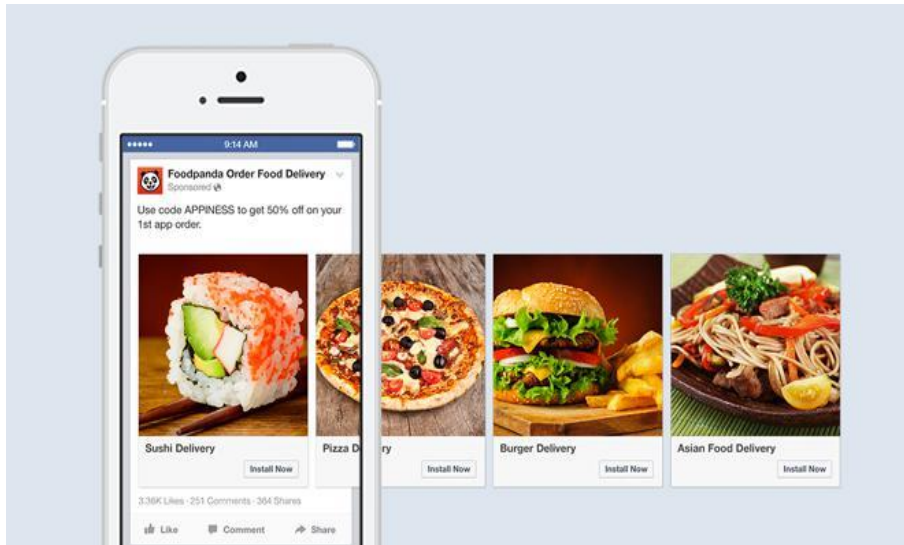 9:14 AM
Foodpanda Order Food Delivery
Sponsored
Use code APPINESS to get 50% off on your
1st app order.
Sushi Delivery
Install Now
Pizza D ry
Install Now
Burger Delivery
Install Now
Asian Food Delivery
Install Now
3.36K Likes · 251 Comments · 364 Shares
Like Comment Share